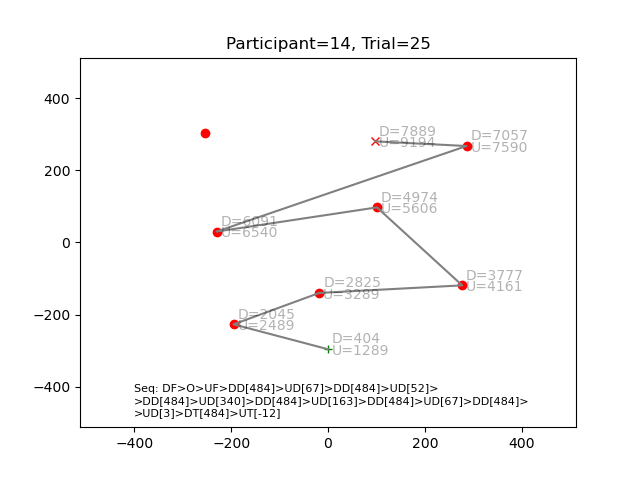 Participant=14, Trial=25
400
200
0
−200
−400
D=7889
U=9194
D=7057
U=7590
D=4974
U=5606
D=6091
U=6540
D=3777
U=4161
D=2825
U=3289
D=2045
U=2489
D=404
U=1289
Seq: DF>O>UF>DD[484]>UD[67]>DD[484]>UD[52]>
>DD[484]>UD[340]>DD[484]>UD[163]>DD[484]>UD[67]>DD[484]>
>UD[3]>DT[484]>UT[-12]
−400
−200
0
200
400